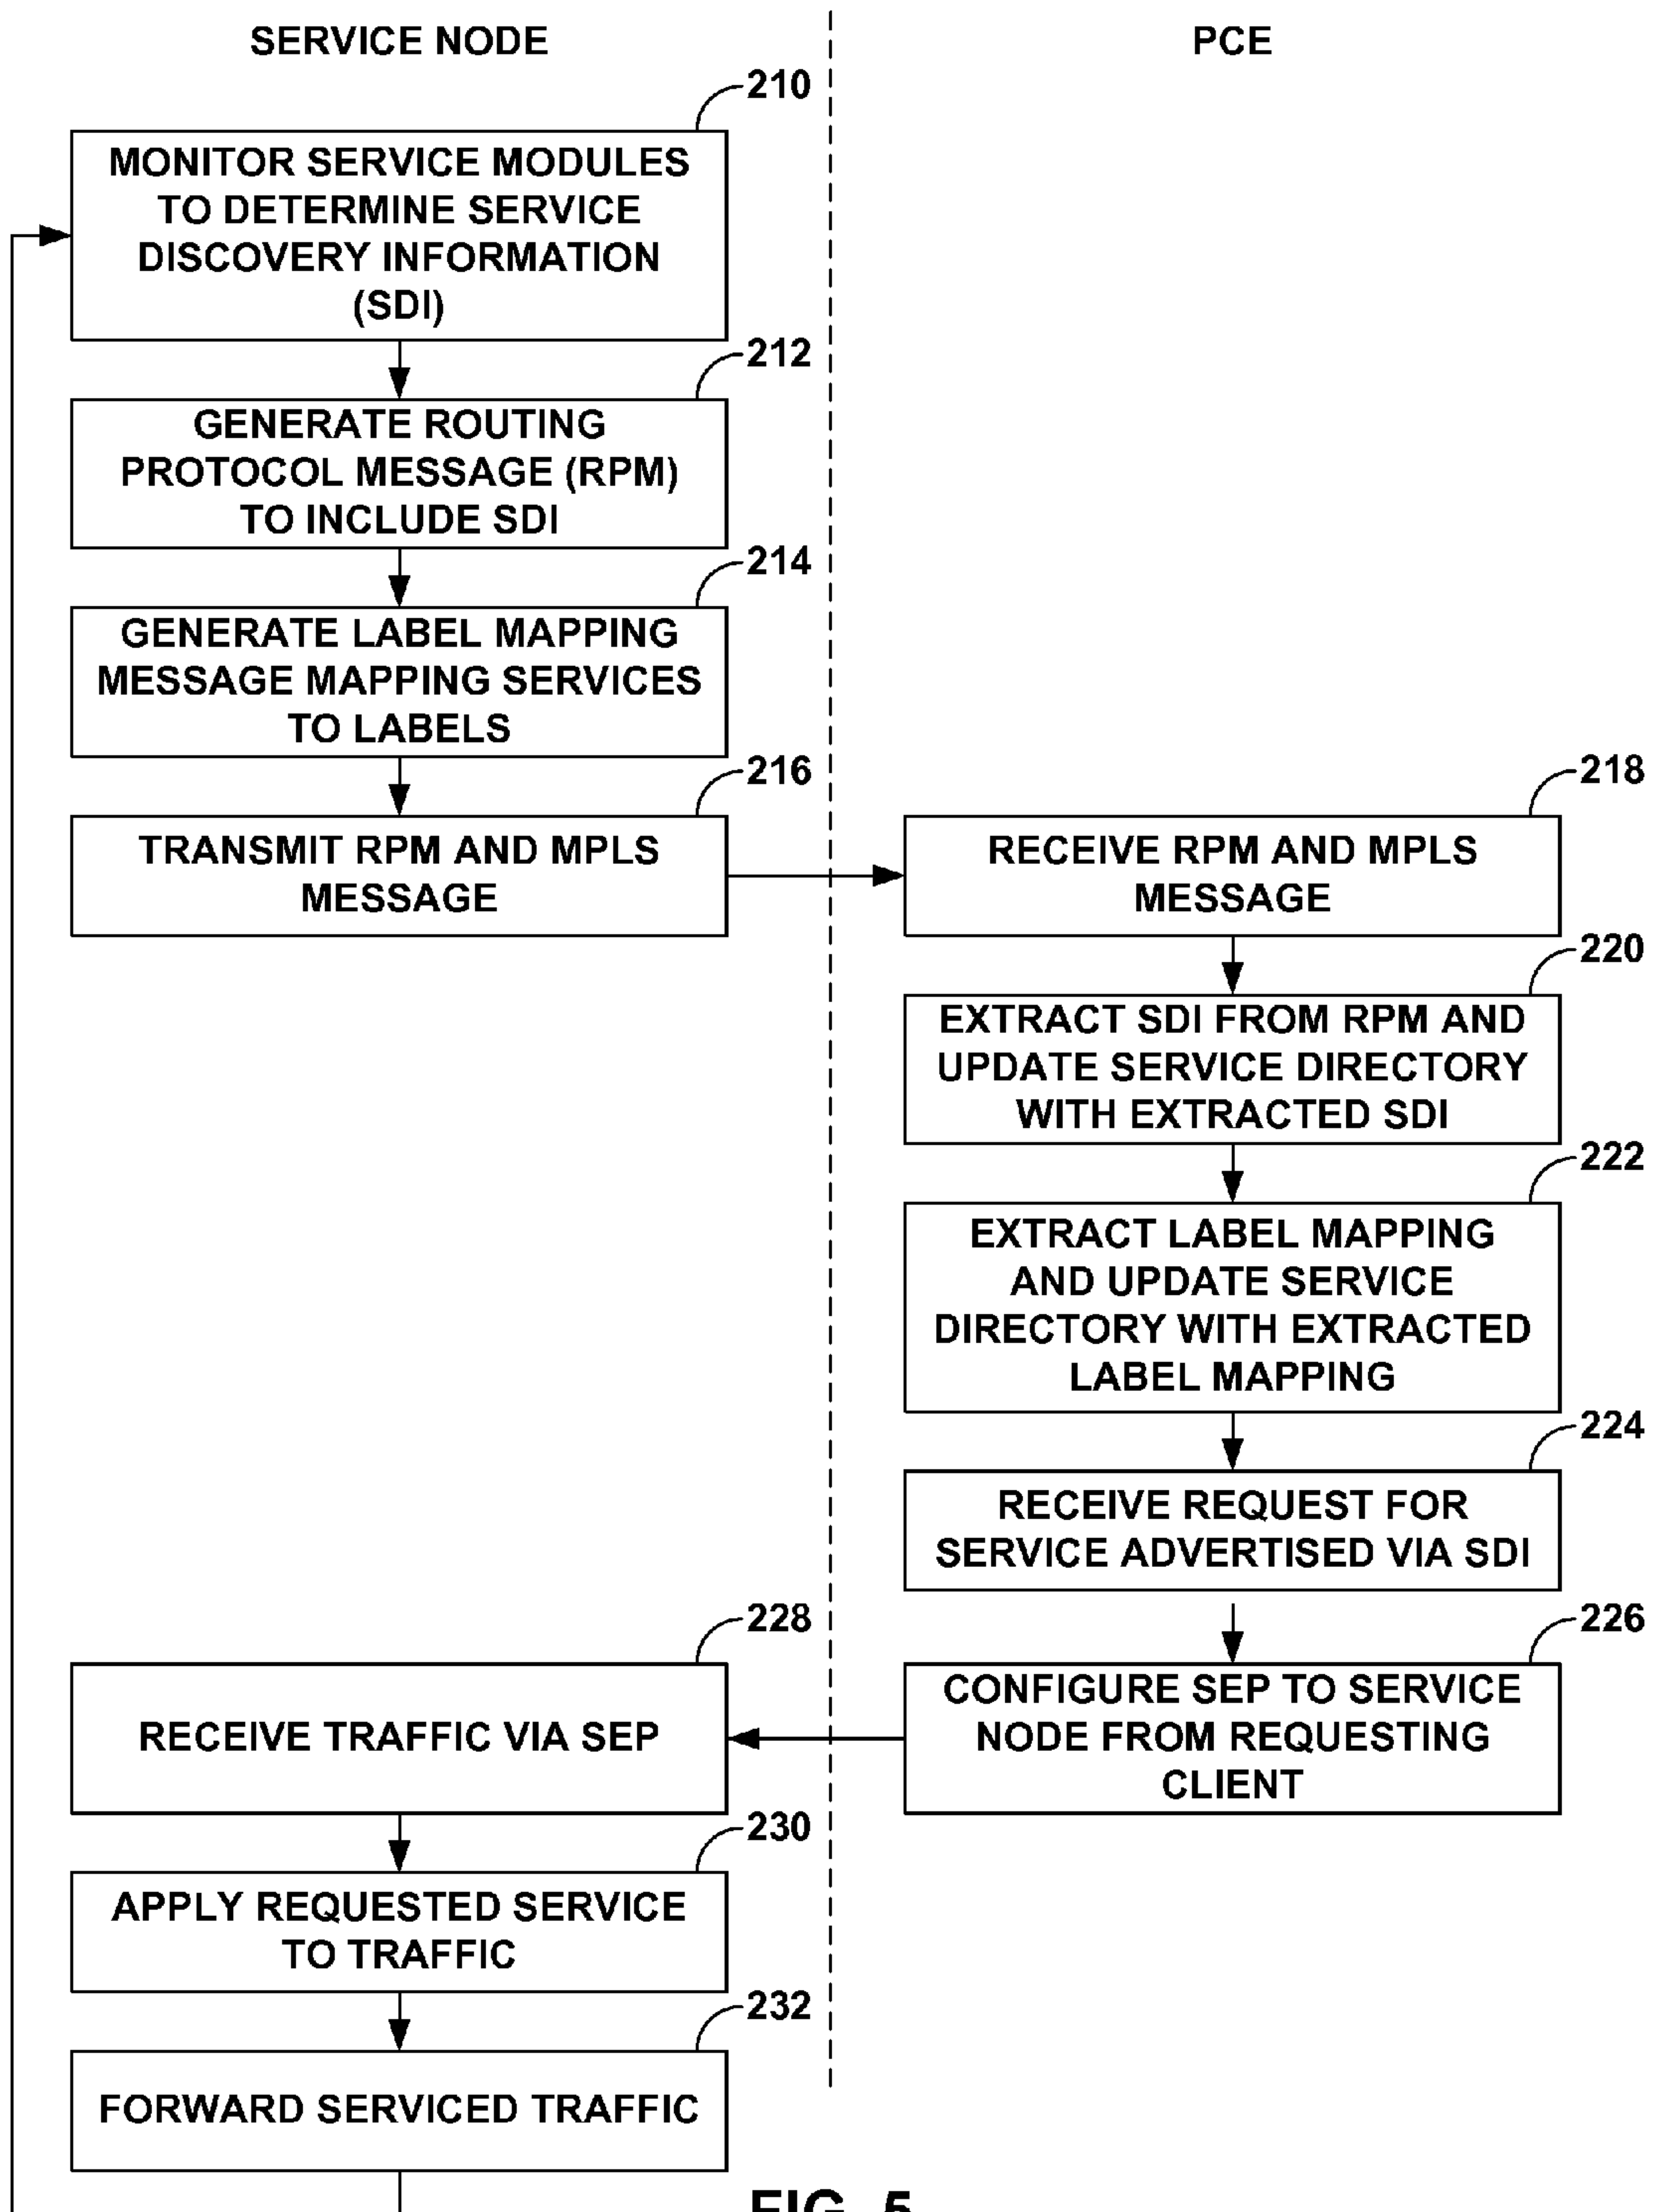 SERVICE NODE
PCE
210
MONITOR SERVICE MODULES
TO DETERMINE SERVICE
DISCOVERY INFORMATION
(SDI)
212
GENERATE ROUTING
PROTOCOL MESSAGE (RPM)
TO INCLUDE SDI
214
GENERATE LABEL MAPPING
MESSAGE MAPPING SERVICES
TO LABELS
216
TRANSMIT RPM AND MPLS
MESSAGE
218
RECEIVE RPM AND MPLS
MESSAGE
220
EXTRACT SDI FROM RPM AND
UPDATE SERVICE DIRECTORY
WITH EXTRACTED SDI
222
EXTRACT LABEL MAPPING
AND UPDATE SERVICE
DIRECTORY WITH EXTRACTED
LABEL MAPPING
224
RECEIVE REQUEST FOR
SERVICE ADVERTISED VIA SDI
226
CONFIGURE SEP TO SERVICE
NODE FROM REQUESTING
CLIENT
228
RECEIVE TRAFFIC VIA SEP
230
APPLY REQUESTED SERVICE
TO TRAFFIC
232
FORWARD SERVICED TRAFFIC
FIG. 5